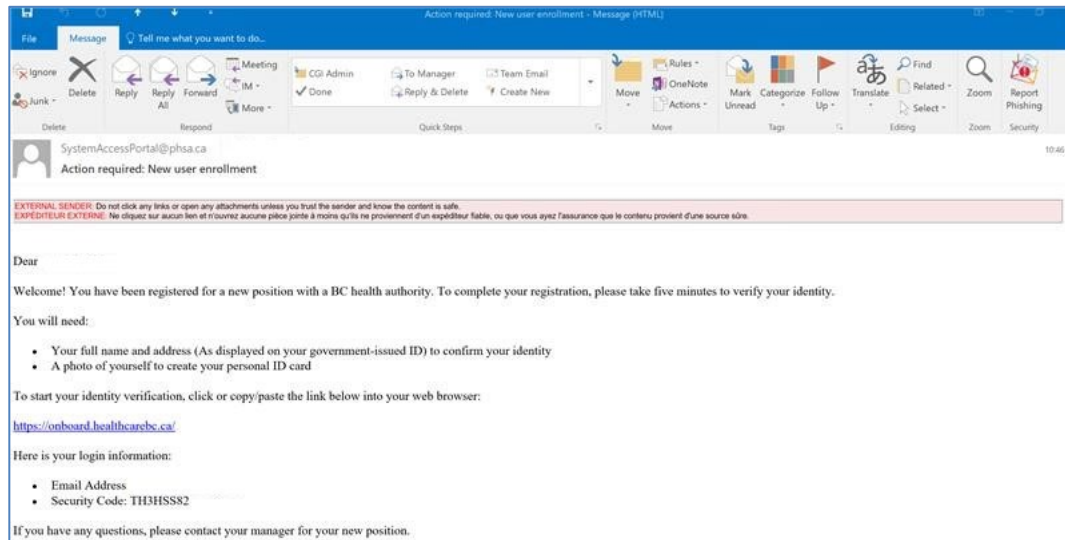 Action required: New user enrollment - Message (HTML)
File Message Tell me what you want to do...
Ignore
Junk
Delete
Reply
Reply All
Forward
Meeting
IM
More
CGI Admin
To Manager
Team Email
Done
Reply & Delete
Create New
Move
Rules
OneNote
Actions
Mark Unread
Categorize
Follow Up
Translate
Find
Related
Select
Zoom
Report Phishing
Delete Respond Quick Steps Move Tags Editing Zoom Security
SystemAccessPortal@phsa.ca
10:46
Action required: New user enrollment
EXTERNAL SENDER: Do not click any links or open any attachments unless you trust the sender and know the content is safe.
EXPÉDITEUR EXTERNE: Ne cliquez sur aucun lien et n'ouvrez aucune pièce jointe à moins qu'ils ne proviennent d'un expéditeur fiable, ou que vous ayez l'assurance que le contenu provient d'une source sûre.
Dear
Welcome! You have been registered for a new position with a BC health authority. To complete your registration, please take five minutes to verify your identity.
You will need:
• Your full name and address (As displayed on your government-issued ID) to confirm your identity
• A photo of yourself to create your personal ID card
To start your identity verification, click or copy/paste the link below into your web browser:
https://onboard.healthcarebc.ca/
Here is your login information:
• Email Address
• Security Code: TH3HSS82
If you have any questions, please contact your manager for your new position.